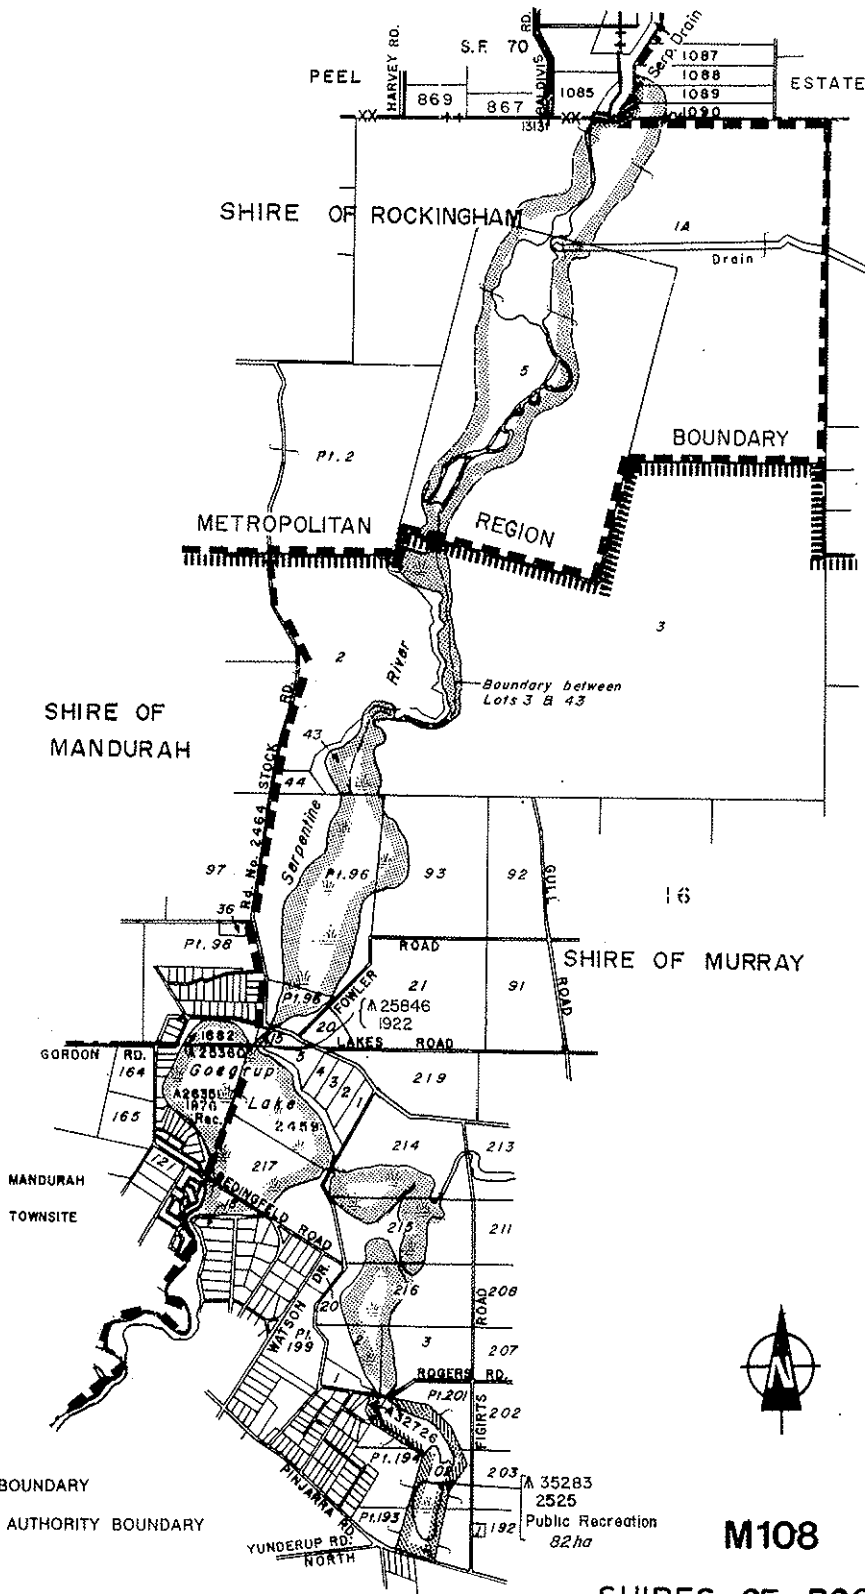 S.F. 70
RD.
Serp. Drain
PEEL
HARVEY RD.
BALDIVIS
ESTATE
1087
1088
1089
1090
869
867
1085
13131
SHIRE OF ROCKINGHAM
1A
Drain
5
Pt. 2
BOUNDARY
METROPOLITAN
REGION
3
2
River
Boundary between
Lots 3 & 43
SHIRE OF
MANDURAH
43
44
Rd. No. 2464 STOCK RD.
Serpentine
97
Pt. 96
93
92
GULL
ROAD
16
36
Pt. 98
ROAD
SHIRE OF MURRAY
21
91
Pt. 96
FOWLER
A 25846
1922
20
1682
15
LAKES ROAD
GORDON RD.
5
4
3
2
1
219
164
Goegrup
Lake
165
1876
Rec.
2459
214
213
121
217
MANDURAH
TOWNSITE
18
BEDINGFELD ROAD
215
211
216
ROAD
208
WATSON DR.
20
Pt.
199
2
3
207
1
ROGERS RD.
Pt. 201
202
A 32726
FIGIRTS
Pt. 194
203
A 35283
2525
Public Recreation
82 ha
192
Pt. 193
PINJARRA RD.
BOUNDARY
AUTHORITY BOUNDARY
YUNDERUP RD.
NORTH
N
M108